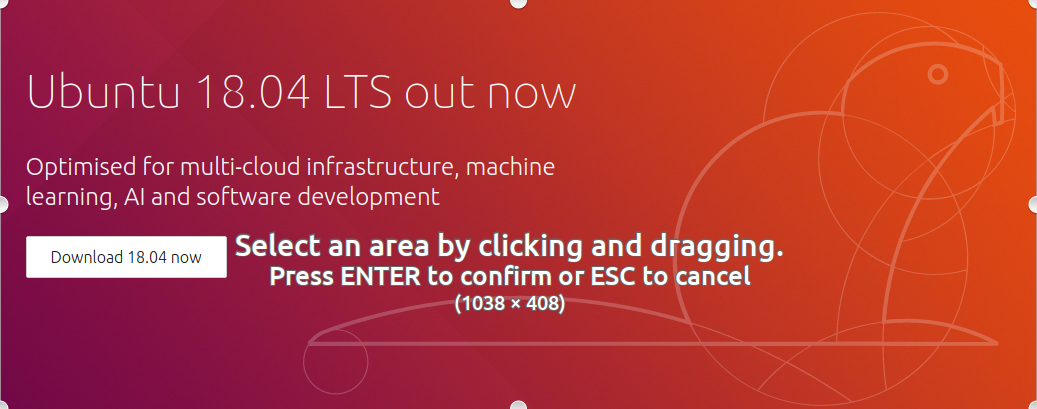 Ubuntu 18.04 LTS out now
Optimised for multi-cloud infrastructure, machine
learning, AI and software development
Download 18.04 now
Select an area by clicking and dragging.
Press ENTER to confirm or ESC to cancel
(1038 × 408)